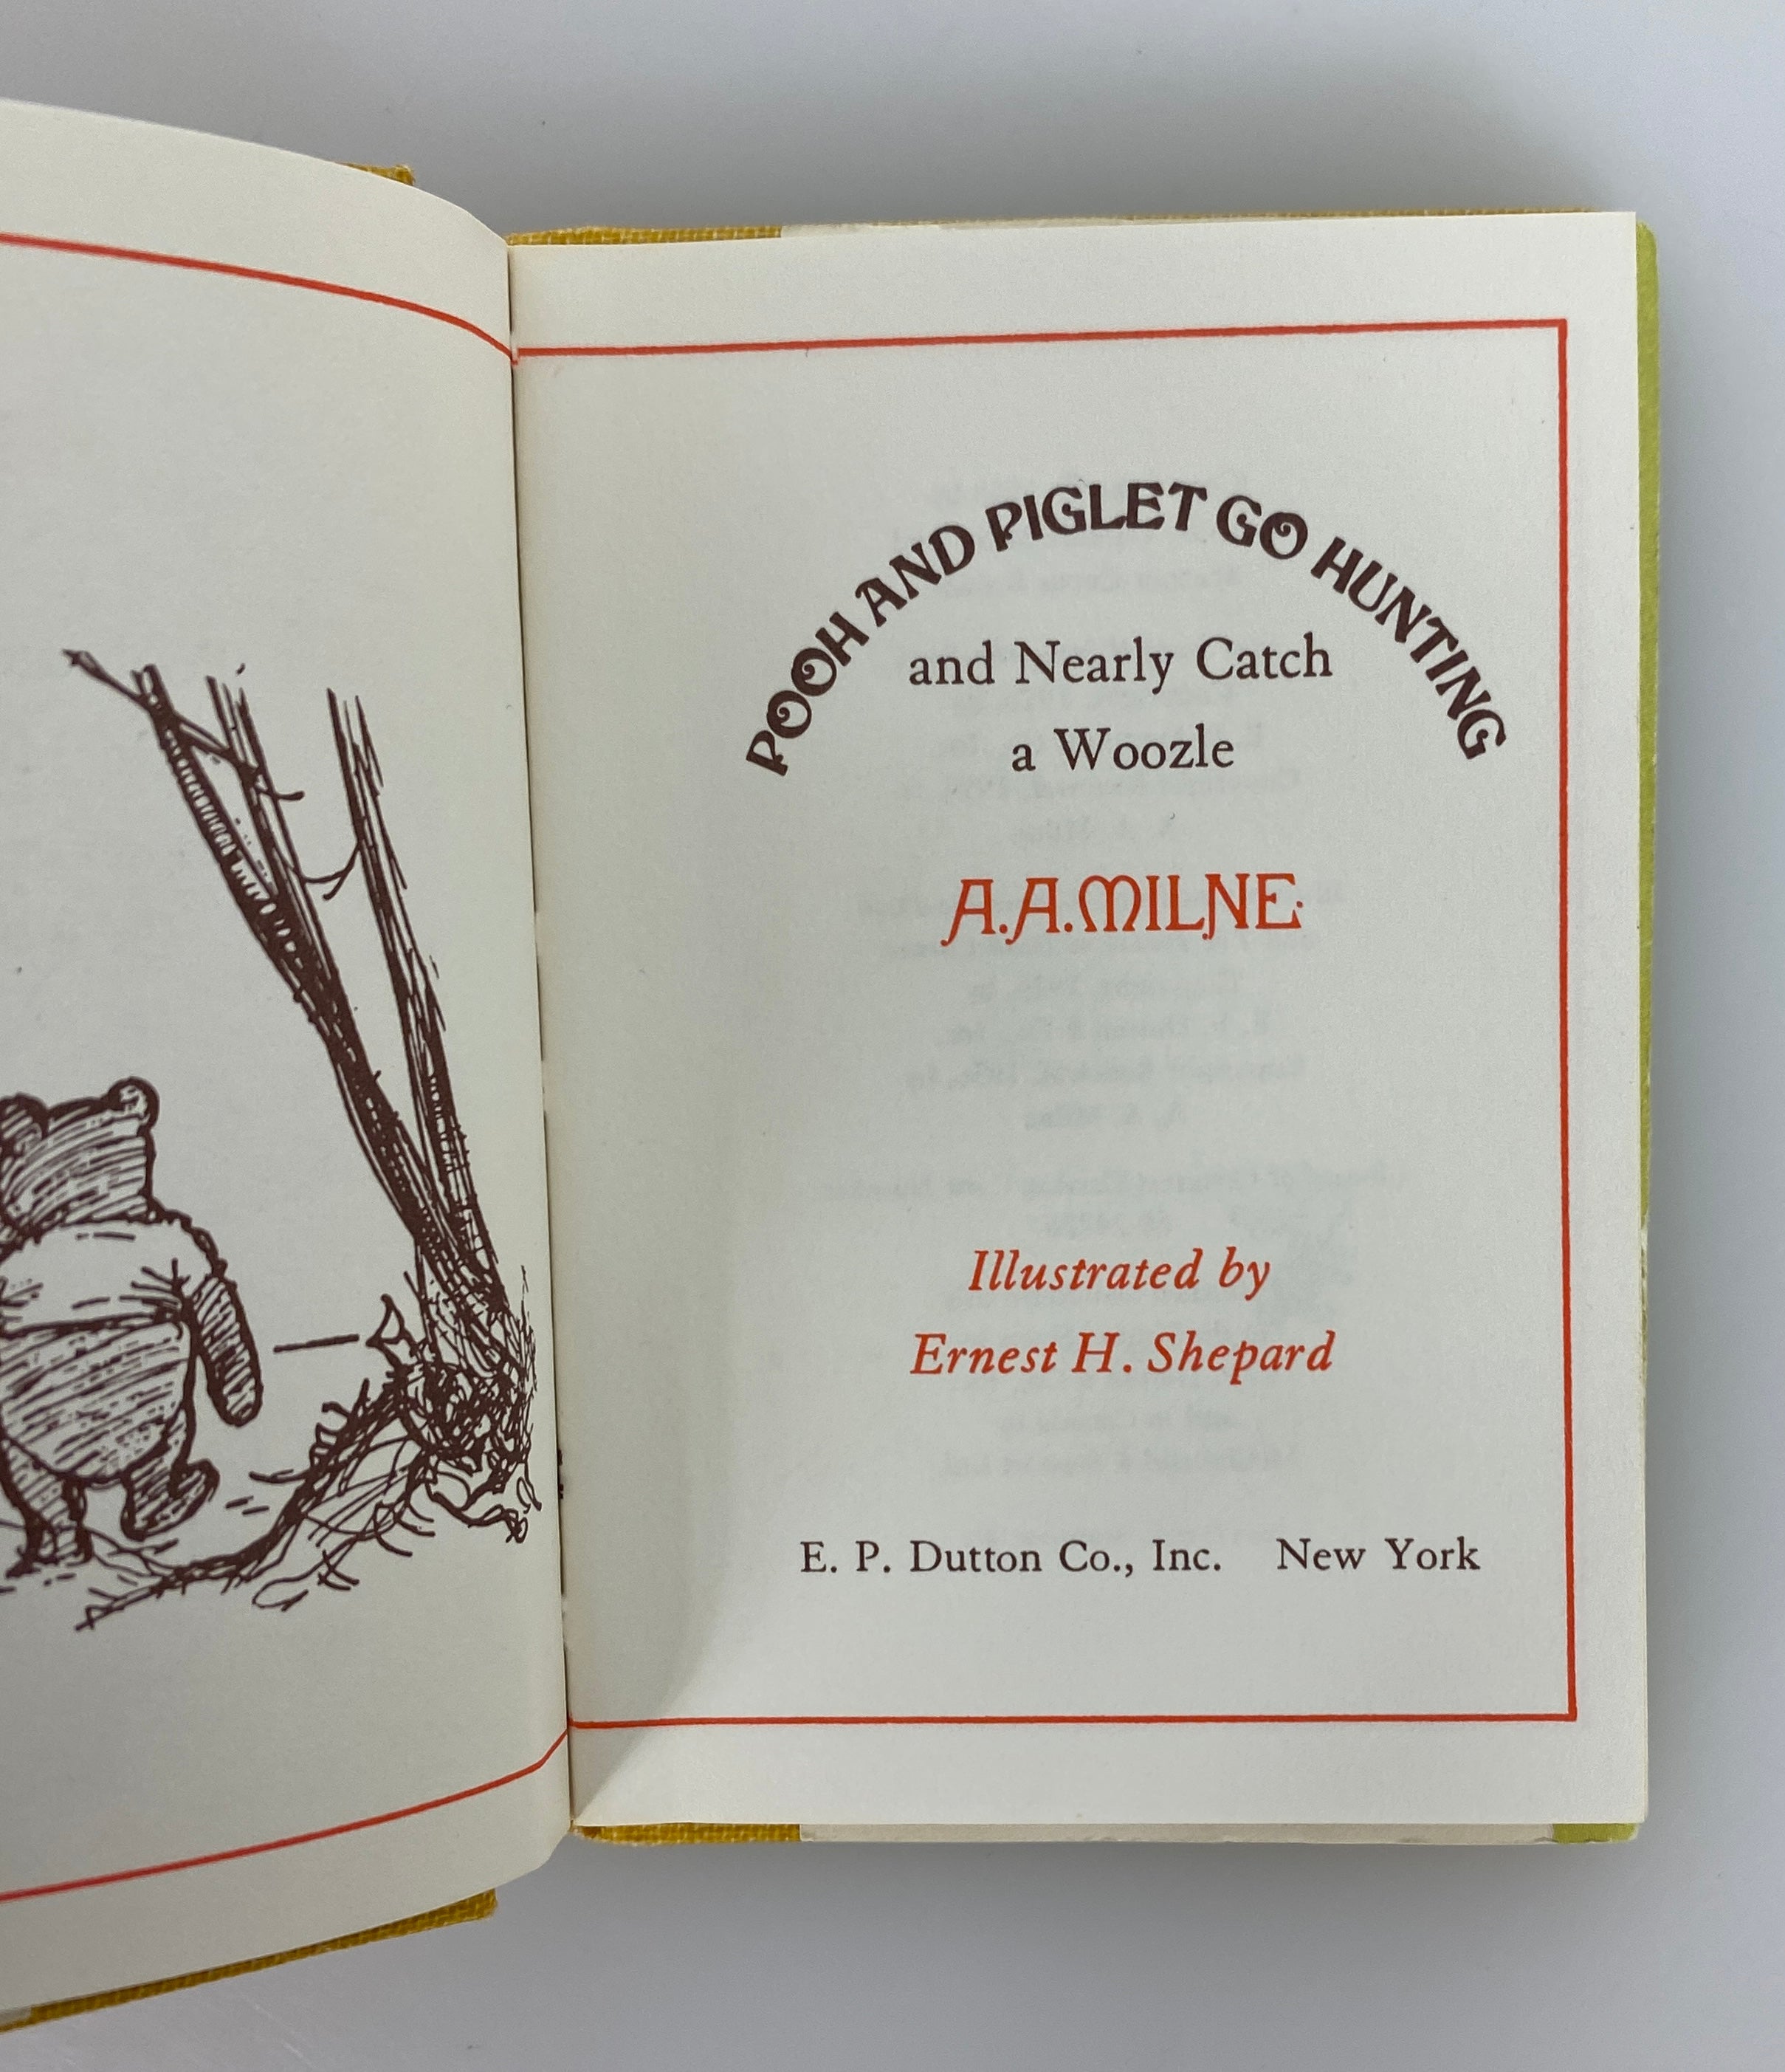 POOH AND PIGLET GO HUNTING
and Nearly Catch
a Woozle
A.A.MILNE
Illustrated by
Ernest H. Shepard
E. P. Dutton Co., Inc. New York